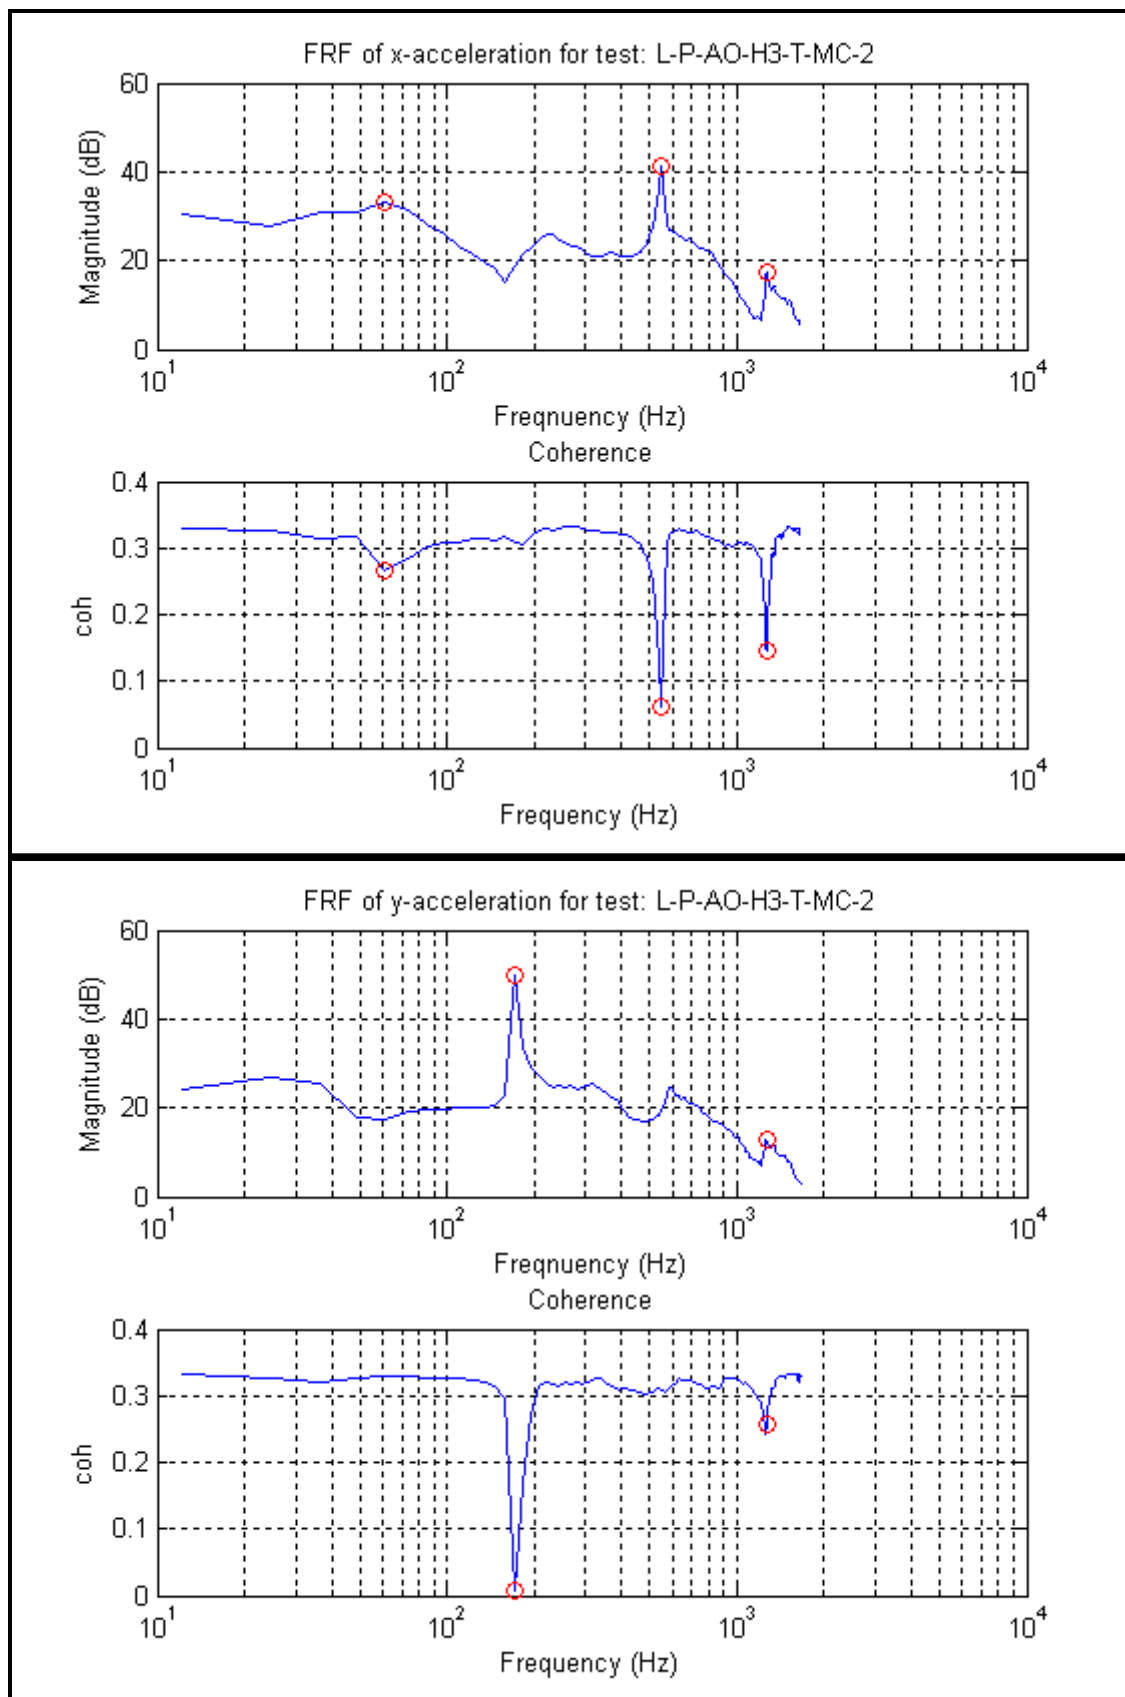 FRF of x-acceleration for test: L-P-AO-H3-T-MC-2
60
40
20
0
Magnitude (dB)
10^1 10^2 10^3 10^4
Freqnuency (Hz)
Coherence
0.4
0.3
0.2
0.1
0
coh
10^1 10^2 10^3 10^4
Frequency (Hz)
FRF of y-acceleration for test: L-P-AO-H3-T-MC-2
60
40
20
0
Magnitude (dB)
10^1 10^2 10^3 10^4
Freqnuency (Hz)
Coherence
0.4
0.3
0.2
0.1
0
coh
10^1 10^2 10^3 10^4
Frequency (Hz)